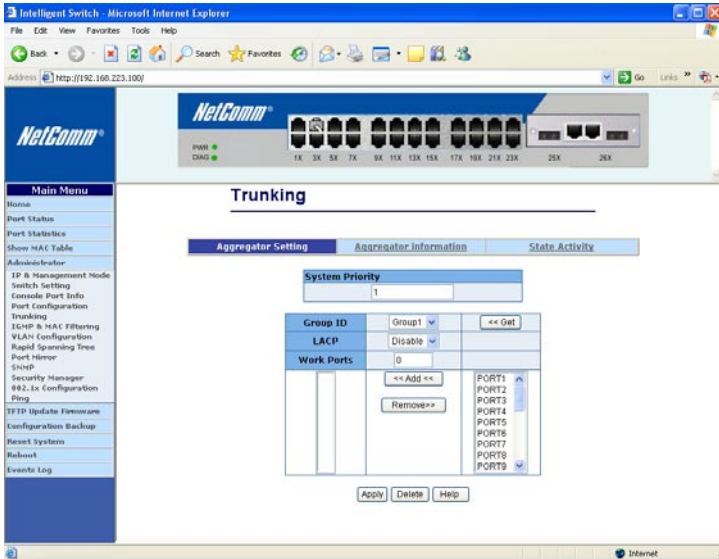 Intelligent Switch - Microsoft Internet Explorer
File Edit View Favorites Tools Help
Back Search Favorites
Address http://192.168.223.100/ Go Links »
NetComm®
NetComm®
PWR
DIAG
1X 3X 5X 7X 9X 11X 13X 15X 17X 19X 21X 23X 25X 26X
Main Menu
Home
Port Status
Port Statistics
Show MAC Table
Administrator
IP & Management Mode
Switch Setting
Console Port Info
Port Configuration
Trunking
IGMP & MAC Filtering
VLAN Configuration
Rapid Spanning Tree
Port Mirror
SNMP
Security Manager
802.1x Configuration
Ping
TFTP Update Firmware
Configuration Backup
Reset System
Reboot
Events Log
Trunking
Aggregator Setting Aggregator Information State Activity
System Priority
1
Group ID Group1 << Get
LACP Disable
Work Ports 0
<< Add <<
Remove>>
PORT1
PORT2
PORT3
PORT4
PORT5
PORT6
PORT7
PORT8
PORT9
Apply Delete Help
Internet